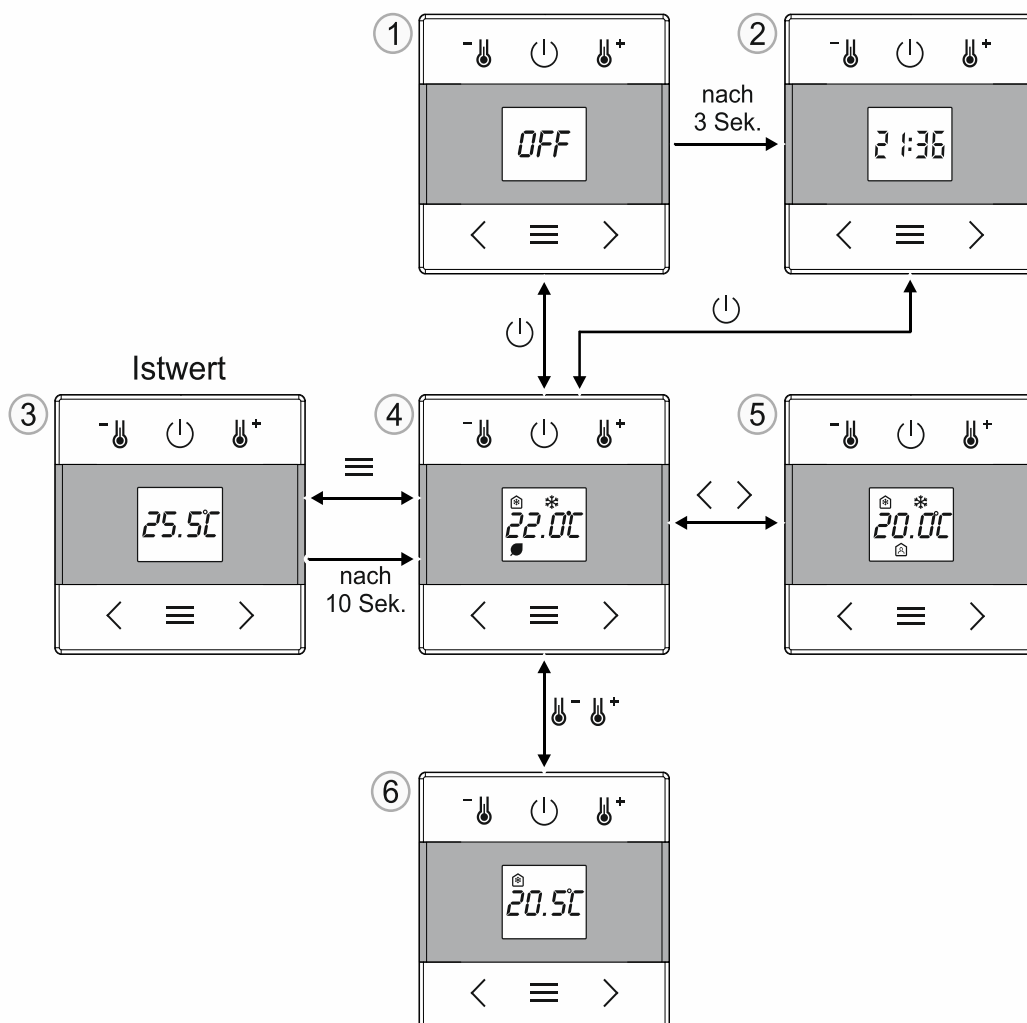 1
2
nach
3 Sek.
OFF
21:36
Istwert
3
4
5
25.5°C
22.0°C
20.0°C
nach
10 Sek.
6
20.5°C